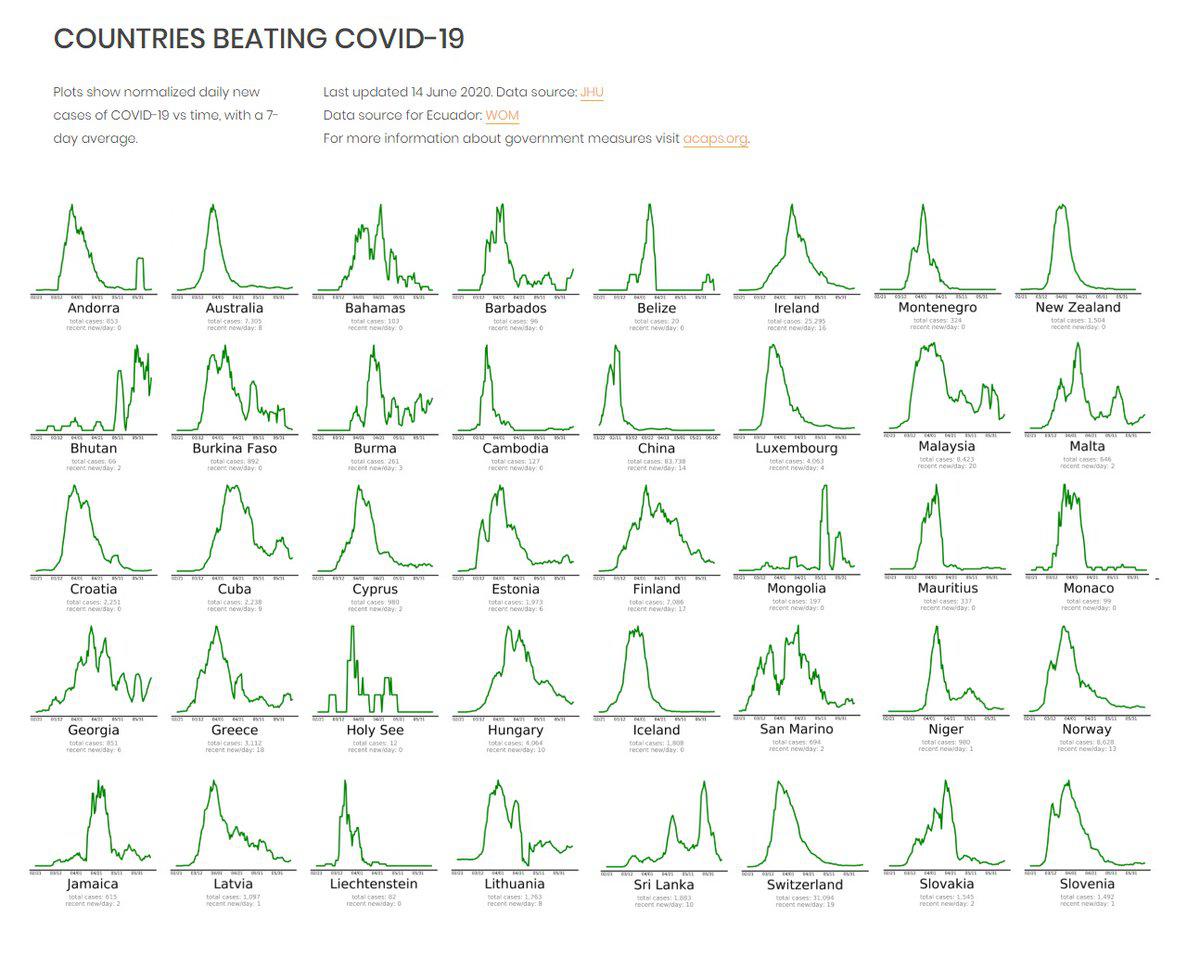 COUNTRIES BEATING COVID-19
Plots show normalized daily new
cases of COVID-19 vs time, with a 7-
day average.
Last updated 14 June 2020. Data source: JHU
Data source for Ecuador: WOM
For more information about government measures visit acaps.org.
Andorra
total cases: 853
recent new/day: 0
Australia
total cases: 7,305
recent new/day: 8
Bahamas
total cases: 103
recent new/day: 0
Barbados
total cases: 96
recent new/day: 0
Belize
total cases: 20
recent new/day: 0
Ireland
total cases: 25,295
recent new/day: 16
Montenegro
total cases: 324
recent new/day: 0
New Zealand
total cases: 1,504
recent new/day: 0
Bhutan
total cases: 66
recent new/day: 2
Burkina Faso
total cases: 892
recent new/day: 0
Burma
total cases: 261
recent new/day: 3
Cambodia
total cases: 127
recent new/day: 0
China
total cases: 83,738
recent new/day: 14
Luxembourg
total cases: 4,063
recent new/day: 4
Malaysia
total cases: 8,423
recent new/day: 20
Malta
total cases: 646
recent new/day: 2
Croatia
total cases: 2,251
recent new/day: 0
Cuba
total cases: 2,238
recent new/day: 9
Cyprus
total cases: 980
recent new/day: 2
Estonia
total cases: 1,973
recent new/day: 6
Finland
total cases: 7,086
recent new/day: 17
Mongolia
total cases: 197
recent new/day: 0
Mauritius
total cases: 337
recent new/day: 0
Monaco
total cases: 99
recent new/day: 0
Georgia
total cases: 851
recent new/day: 6
Greece
total cases: 3,112
recent new/day: 18
Holy See
total cases: 12
recent new/day: 0
Hungary
total cases: 4,064
recent new/day: 10
Iceland
total cases: 1,808
recent new/day: 0
San Marino
total cases: 694
recent new/day: 2
Niger
total cases: 980
recent new/day: 1
Norway
total cases: 8,628
recent new/day: 13
Jamaica
total cases: 615
recent new/day: 2
Latvia
total cases: 1,097
recent new/day: 1
Liechtenstein
total cases: 82
recent new/day: 0
Lithuania
total cases: 1,763
recent new/day: 8
Sri Lanka
total cases: 1,883
recent new/day: 10
Switzerland
total cases: 31,094
recent new/day: 19
Slovakia
total cases: 1,545
recent new/day: 2
Slovenia
total cases: 1,492
recent new/day: 1